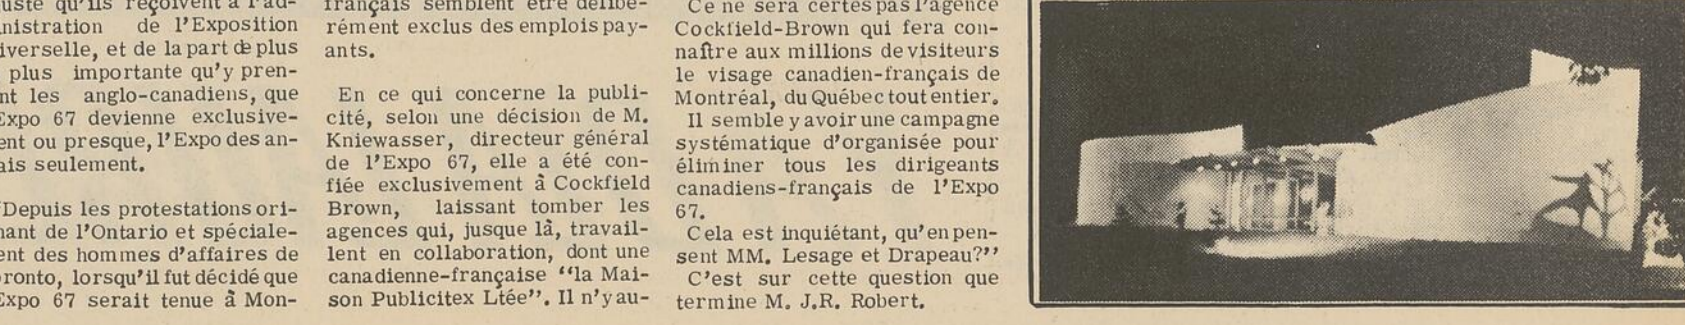 uste qu'ils reçoivent à l'ad-
nistration de l'Exposition
iverselle, et de la part de plus
plus importante qu'y pren-
nt les anglo-canadiens, que
Expo 67 devienne exclusive-
ent ou presque, l'Expo des an-
ais seulement.
"Depuis les protestations ori-
nant de l'Ontario et spéciale-
ent des hommes d'affaires de
ronto, lorsqu'il fut décidé que
Expo 67 serait tenue à Mon-
français semblent être délibé-
rément exclus des emplois pay-
ants.
En ce qui concerne la publi-
cité, selon une décision de M.
Kniewasser, directeur général
de l'Expo 67, elle a été con-
fiée exclusivement à Cockfield
Brown, laissant tomber les
agences qui, jusque là, travail-
lent en collaboration, dont une
canadienne-française "la Mai-
son Publicitex Ltée". Il n'y au-
Ce ne sera certes pas l'agence
Cockfield-Brown qui fera con-
naître aux millions de visiteurs
le visage canadien-français de
Montréal, du Québec tout entier.
Il semble y avoir une campagne
systématique d'organisée pour
éliminer tous les dirigeants
canadiens-français de l'Expo
67.
Cela est inquiétant, qu'en pen-
sent MM. Lesage et Drapeau?"
C'est sur cette question que
termine M. J.R. Robert.